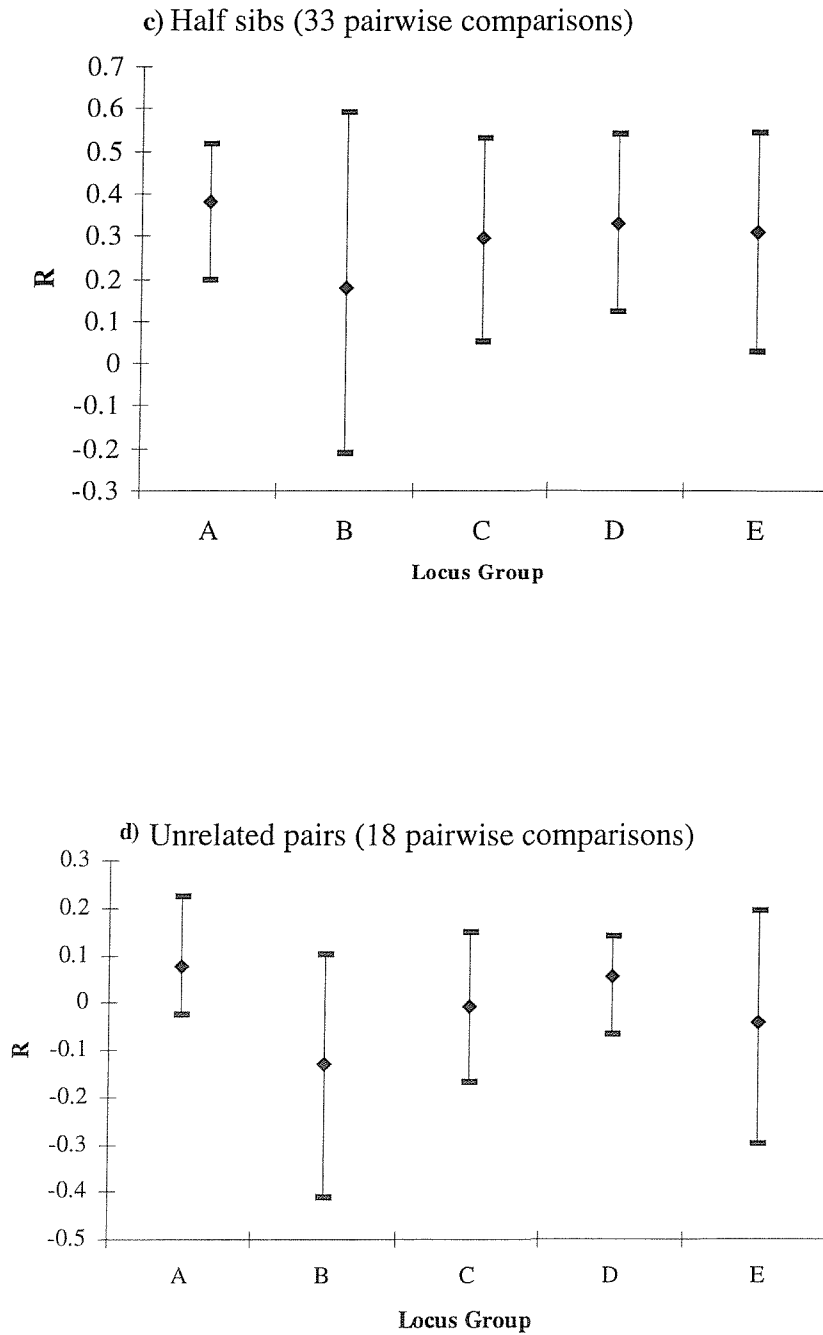 c) Half sibs (33 pairwise comparisons)
0.7
0.6
0.5
0.4
0.3
0.2
0.1
0
-0.1
-0.2
-0.3
R
A B C D E
Locus Group
d) Unrelated pairs (18 pairwise comparisons)
0.3
0.2
0.1
0
-0.1
-0.2
-0.3
-0.4
-0.5
R
A B C D E
Locus Group